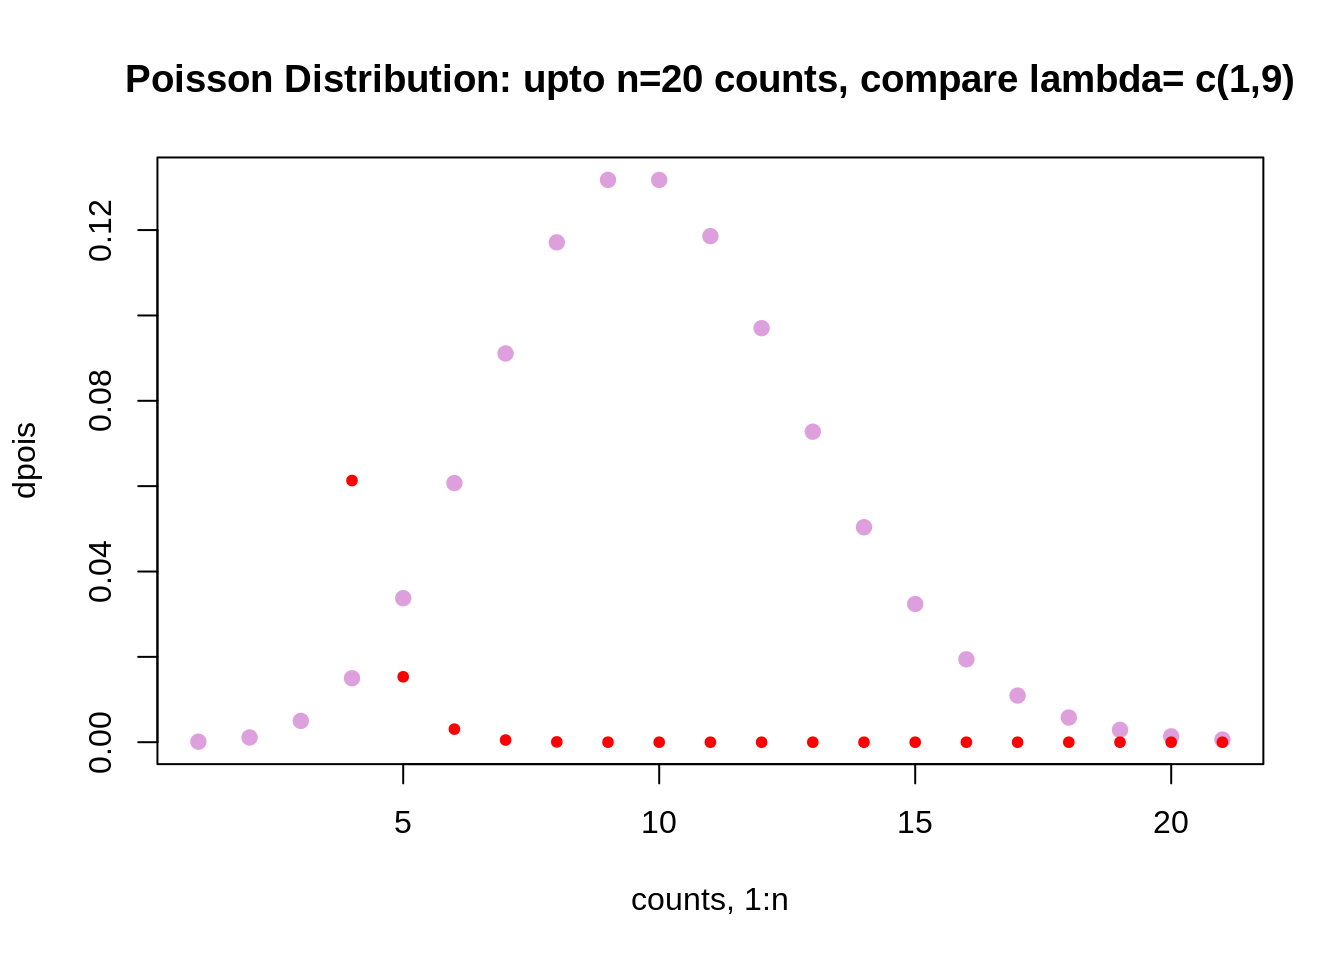 Poisson Distribution: upto n=20 counts, compare lambda= c(1,9)
0.12
0.08
0.04
0.00
dpois
5 10 15 20
counts, 1:n